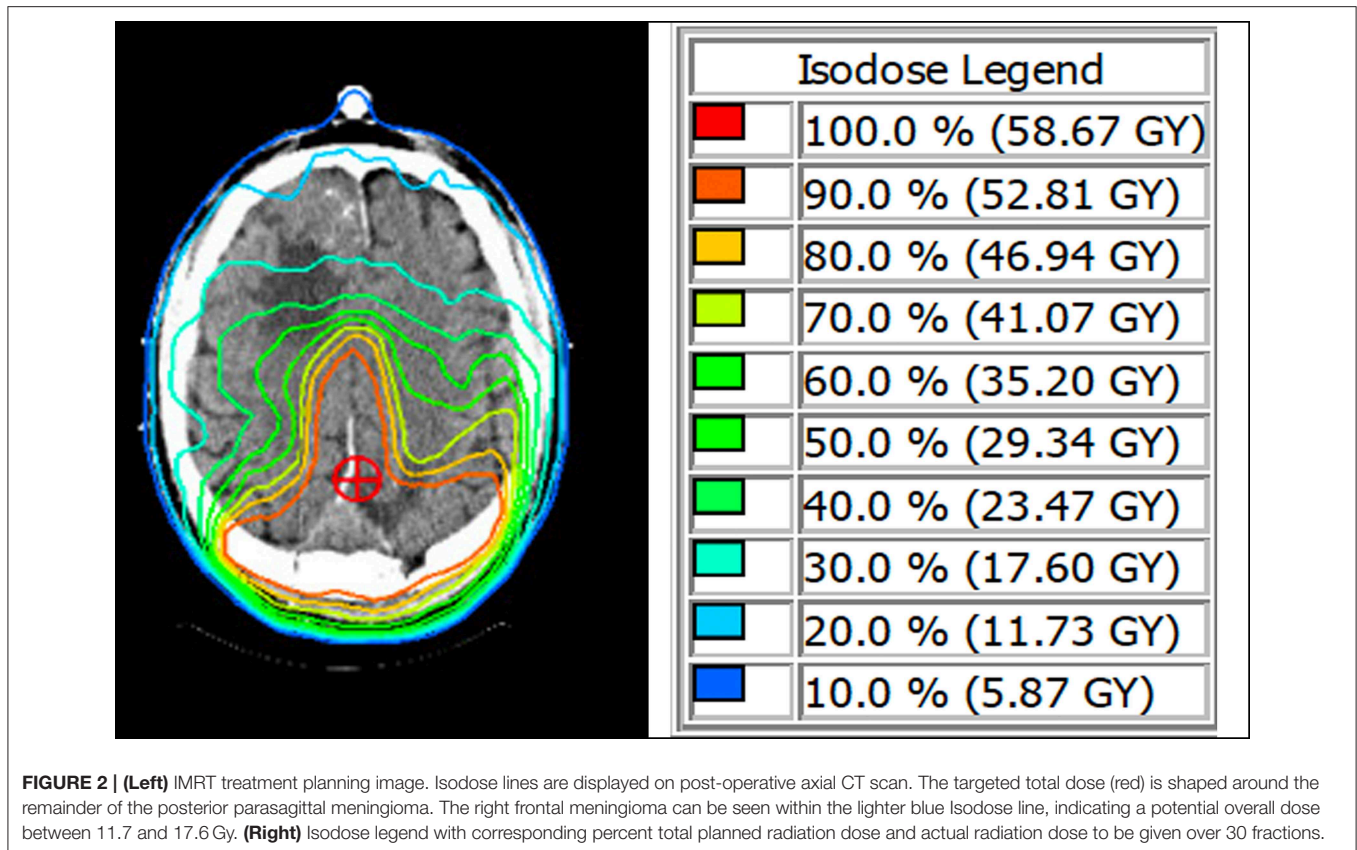 Isodose Legend
100.0 % (58.67 GY)
90.0 % (52.81 GY)
80.0 % (46.94 GY)
70.0 % (41.07 GY)
60.0 % (35.20 GY)
50.0 % (29.34 GY)
40.0 % (23.47 GY)
30.0 % (17.60 GY)
20.0 % (11.73 GY)
10.0 % (5.87 GY)
FIGURE 2 | (Left) IMRT treatment planning image. Isodose lines are displayed on post-operative axial CT scan. The targeted total dose (red) is shaped around the
remainder of the posterior parasagittal meningioma. The right frontal meningioma can be seen within the lighter blue Isodose line, indicating a potential overall dose
between 11.7 and 17.6 Gy. (Right) Isodose legend with corresponding percent total planned radiation dose and actual radiation dose to be given over 30 fractions.